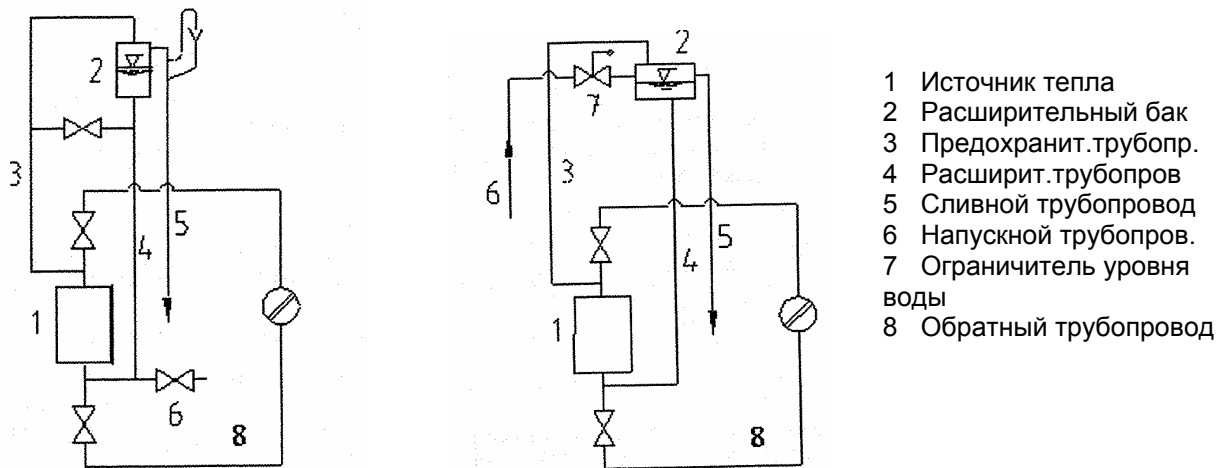 2
3
4
5
1
6
8
2
7
6
3
4
5
1
8
1 Источник тепла
2 Расширительный бак
3 Предохранит.трубопр.
4 Расширит.трубопров
5 Сливной трубопровод
6 Напускной трубопров.
7 Ограничитель уровня
воды
8 Обратный трубопровод